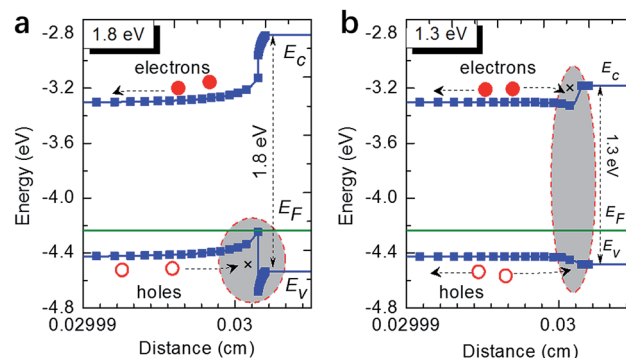 a
1.8 eV
-2.8
-3.2
-3.6
-4.0
-4.4
-4.8
Energy (eV)
electrons
E_C
1.8 eV
E_F
holes
E_V
0.02999
0.03
Distance (cm)
b
1.3 eV
-2.8
-3.2
-3.6
-4.0
-4.4
-4.8
Energy (eV)
electrons
E_C
1.3 eV
E_F
E_V
holes
0.02999
0.03
Distance (cm)